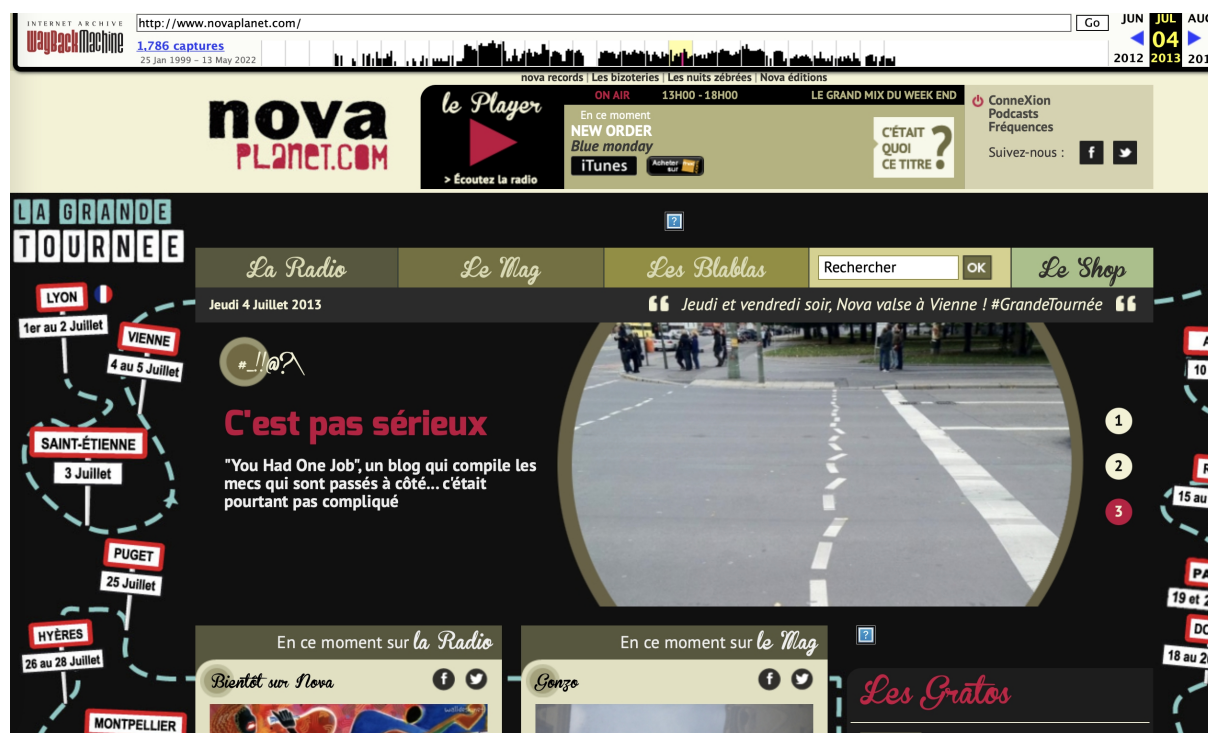 INTERNET ARCHIVE
WayBackMachine
http://www.novaplanet.com/
Go
1,786 captures
25 Jan 1999 – 13 May 2022
JUN JUL AUG
04
2012 2013 201
nova records | Les bizoteries | Les nuits zébrées | Nova éditions
nova
PLaneT.COM
le Player
> Écoutez la radio
ON AIR 13H00 - 18H00 LE GRAND MIX DU WEEK END
En ce moment
NEW ORDER
Blue monday
iTunes
Acheter sur
C'ÉTAIT
QUOI
CE TITRE ?
ConneXion
Podcasts
Fréquences
Suivez-nous :
LA GRANDE
TOURNEE
La Radio
Le Mag
Les Blablas
Rechercher
OK
Le Shop
Jeudi 4 Juillet 2013
Jeudi et vendredi soir, Nova valse à Vienne ! #GrandeTournée
#_!!@?\
C'est pas sérieux
"You Had One Job", un blog qui compile les
mecs qui sont passés à côté... c'était
pourtant pas compliqué
1
2
3
LYON
1er au 2 Juillet
VIENNE
4 au 5 Juillet
SAINT-ÉTIENNE
3 Juillet
PUGET
25 Juillet
HYÈRES
26 au 28 Juillet
MONTPELLIER
A
10
R
15 au
PA
19 et 2
DO
18 au 2
En ce moment sur la Radio
Bientôt sur Nova
En ce moment sur le Mag
Gonzo
Les Gratos